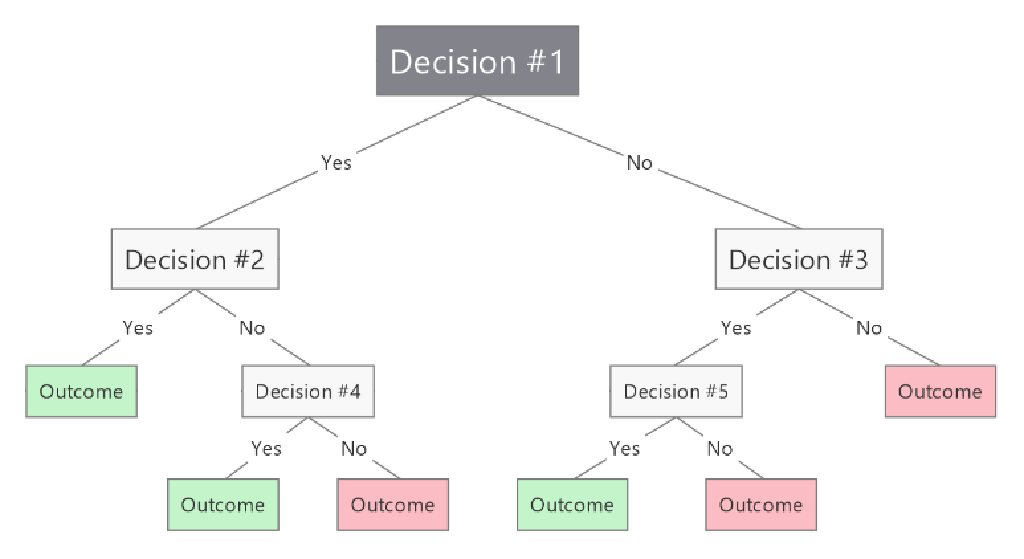 Decision #1
Yes
No
Decision #2
Decision #3
Yes
No
Yes
No
Outcome
Decision #4
Decision #5
Outcome
Yes
No
Yes
No
Outcome
Outcome
Outcome
Outcome